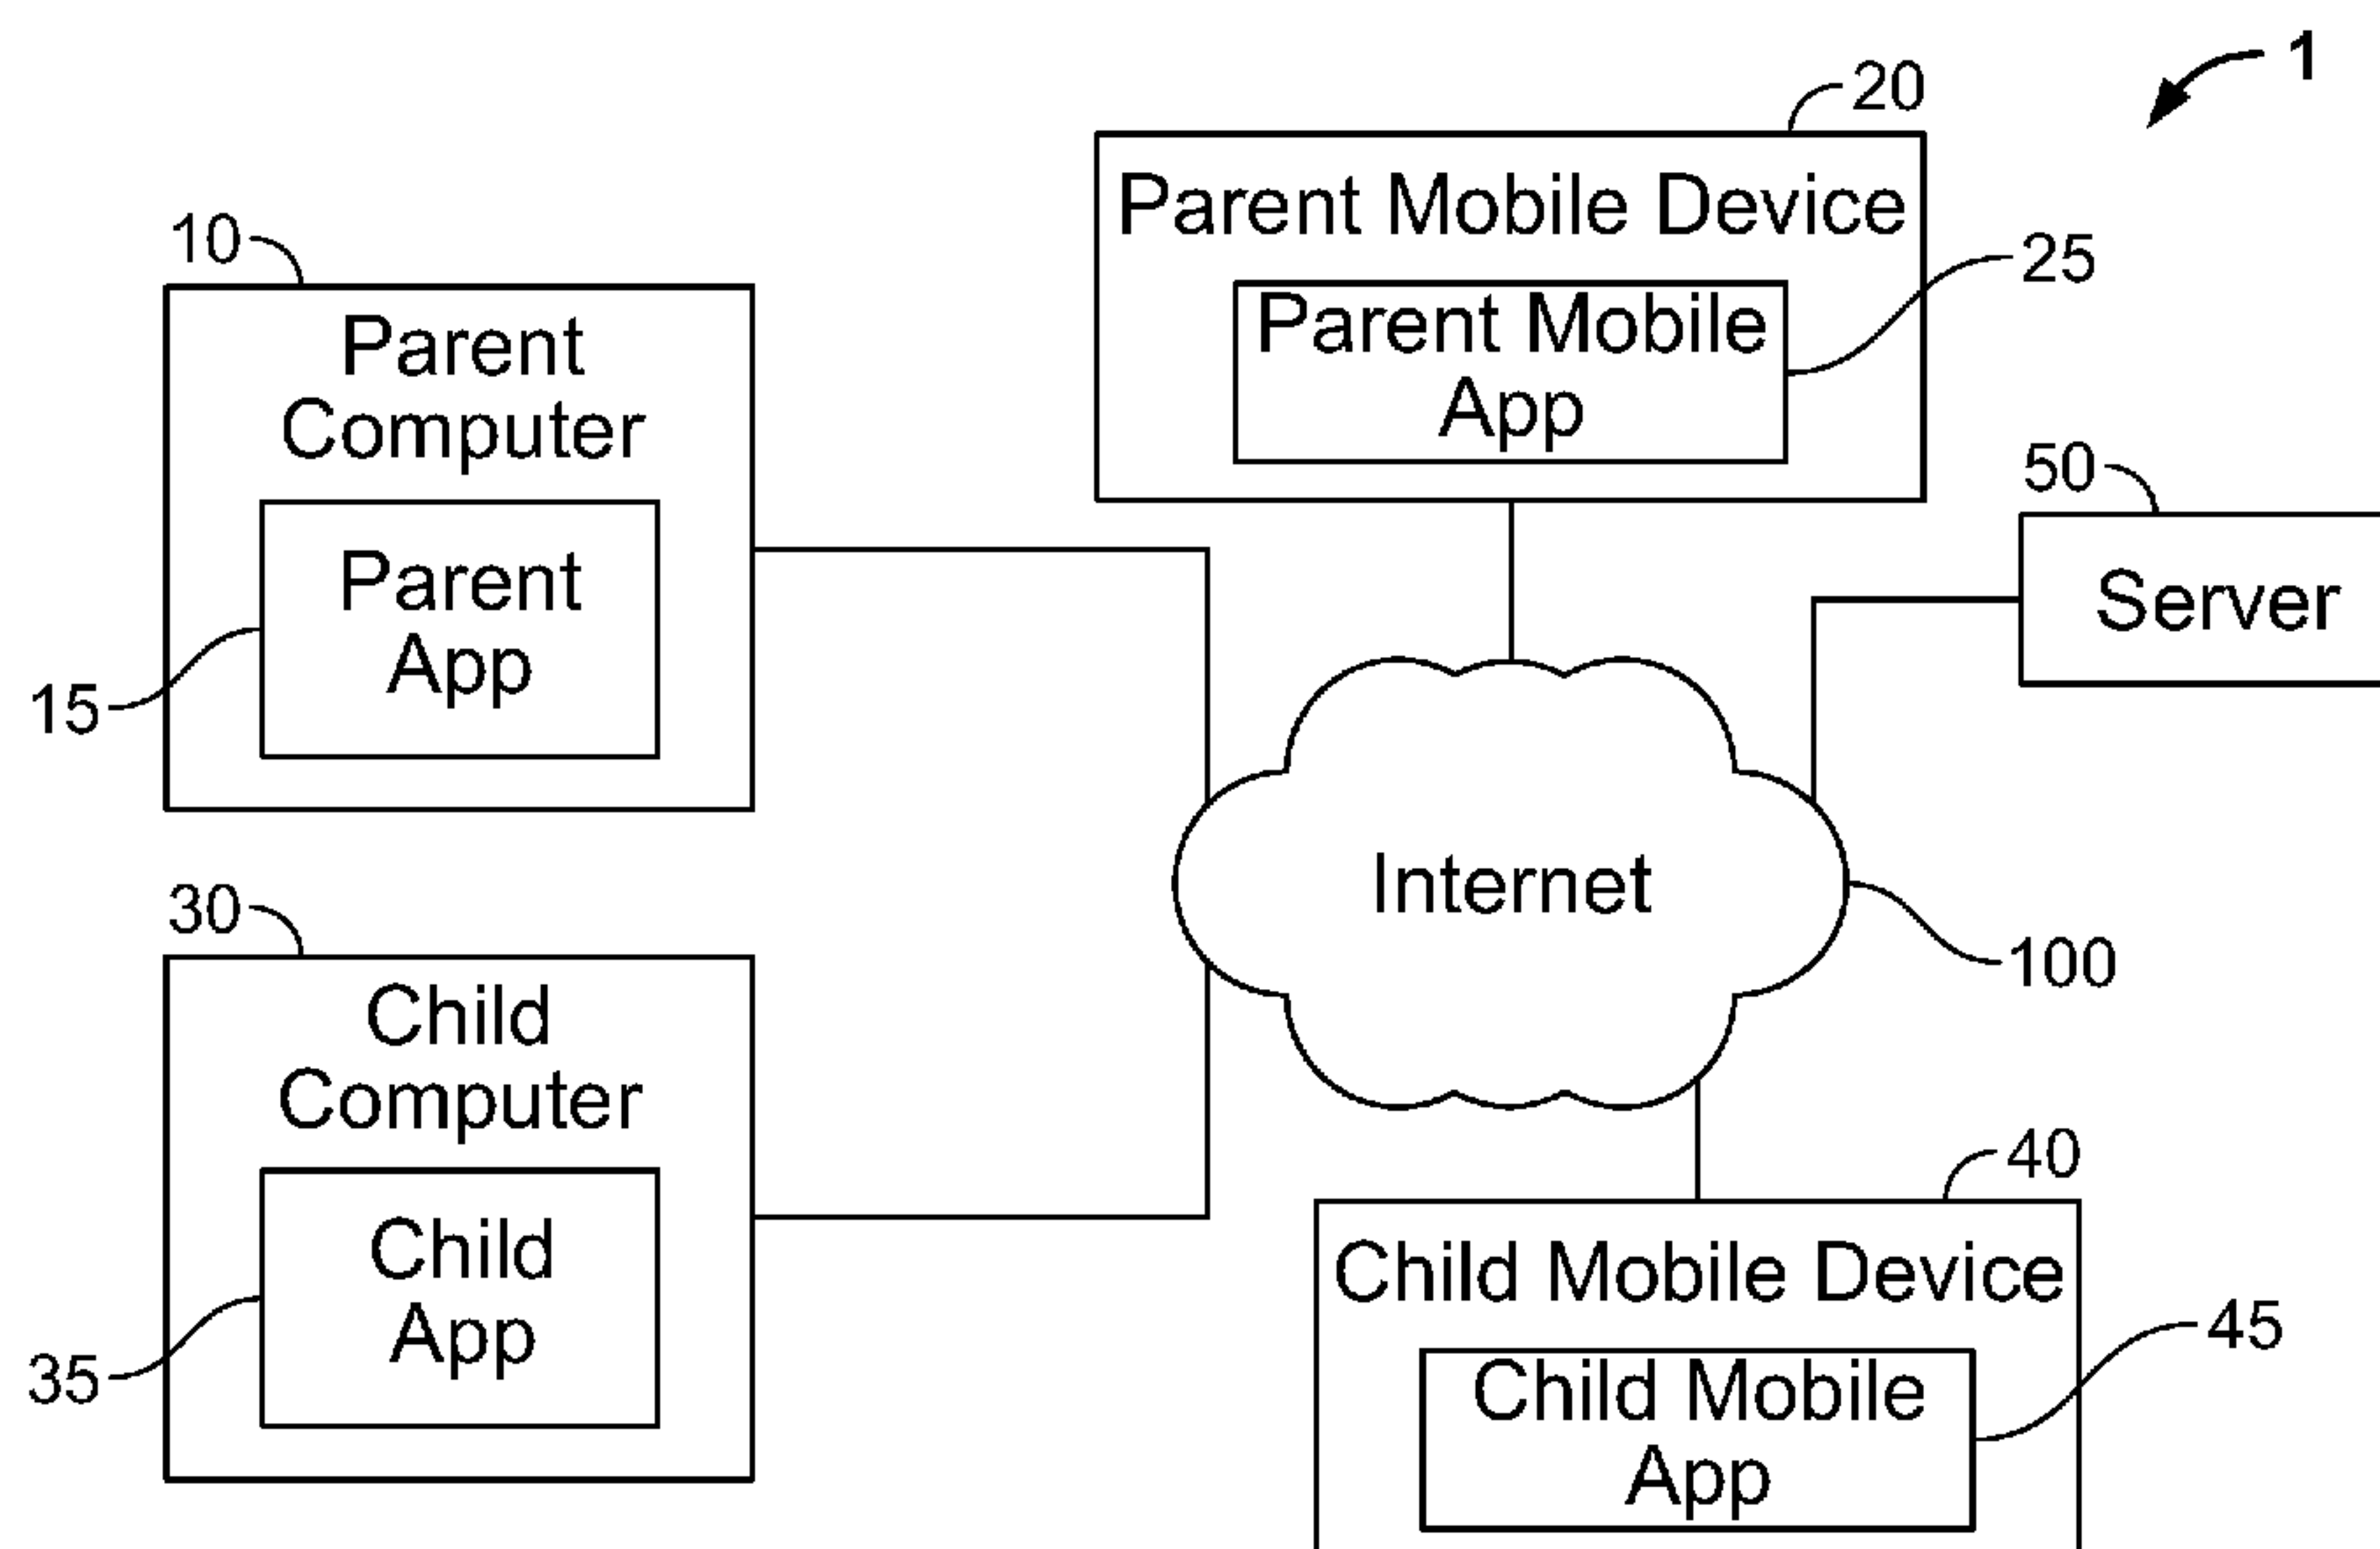 1
20
Parent Mobile Device
25
Parent Mobile
App
10
Parent
Computer
Parent
App
15
50
Server
Internet
100
30
Child
Computer
Child
App
35
40
Child Mobile Device
45
Child Mobile
App